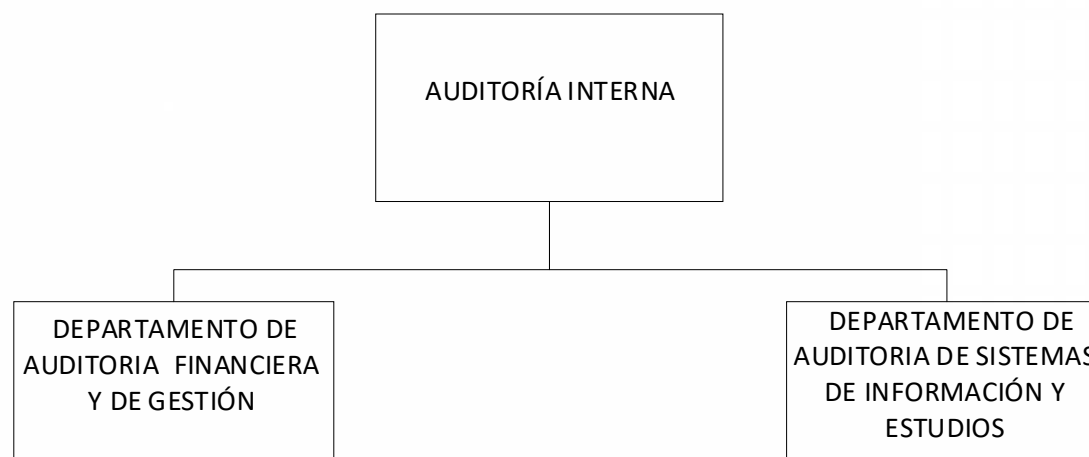 AUDITORÍA INTERNA
DEPARTAMENTO DE
AUDITORIA FINANCIERA
Y DE GESTIÓN
DEPARTAMENTO DE
AUDITORIA DE SISTEMAS
DE INFORMACIÓN Y
ESTUDIOS